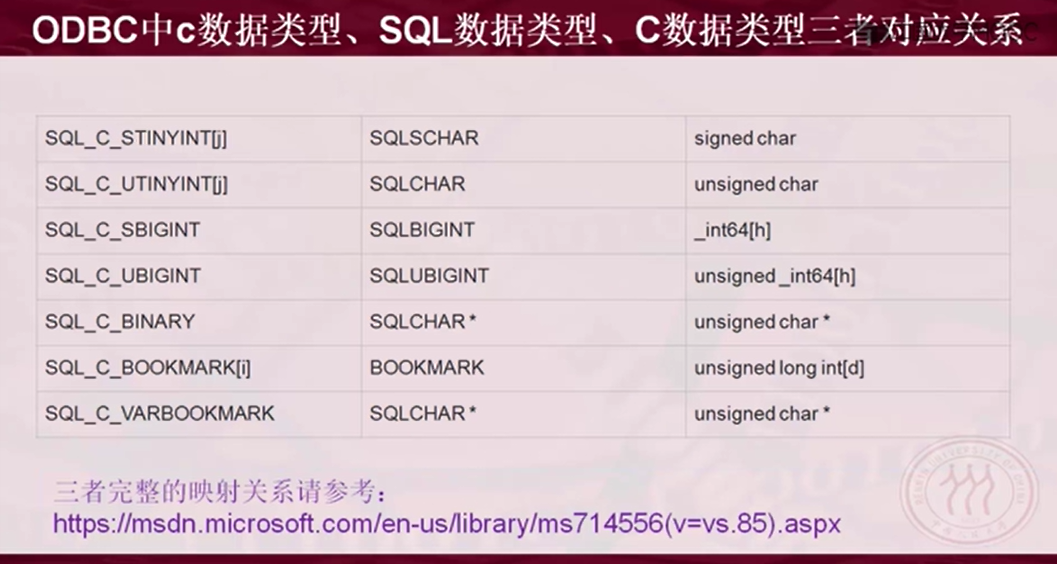 ODBC中c数据类型、SQL数据类型、C数据类型三者对应关系
SQL_C_STINYINT[j] SQLSCHAR signed char
SQL_C_UTINYINT[j] SQLCHAR unsigned char
SQL_C_SBIGINT SQLBIGINT _int64[h]
SQL_C_UBIGINT SQLUBIGINT unsigned _int64[h]
SQL_C_BINARY SQLCHAR * unsigned char *
SQL_C_BOOKMARK[i] BOOKMARK unsigned long int[d]
SQL_C_VARBOOKMARK SQLCHAR * unsigned char *
三者完整的映射关系请参考：
https://msdn.microsoft.com/en-us/library/ms714556(v=vs.85).aspx